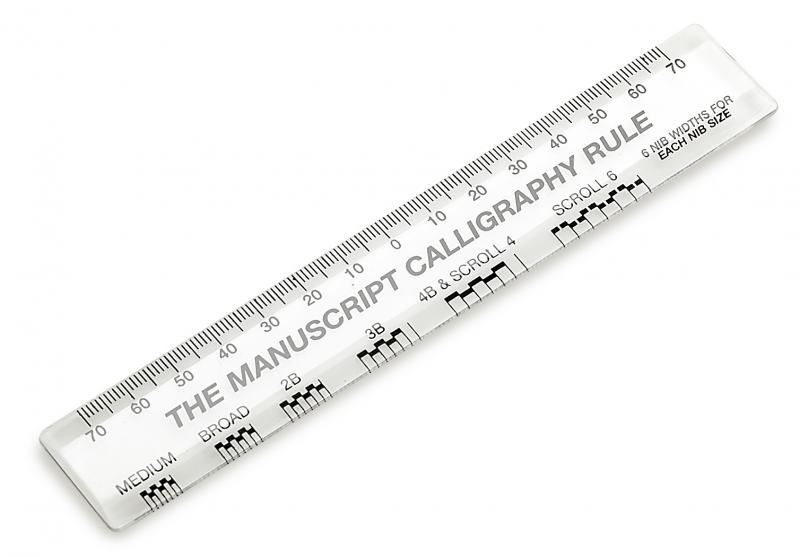 70 60 50 40 30 20 10 0 10 20 30 40 50 60 70
THE MANUSCRIPT CALLIGRAPHY RULE
MEDIUM BROAD 2B 3B 4B & SCROLL 4 SCROLL 6
6 NIB WIDTHS FOR
EACH NIB SIZE